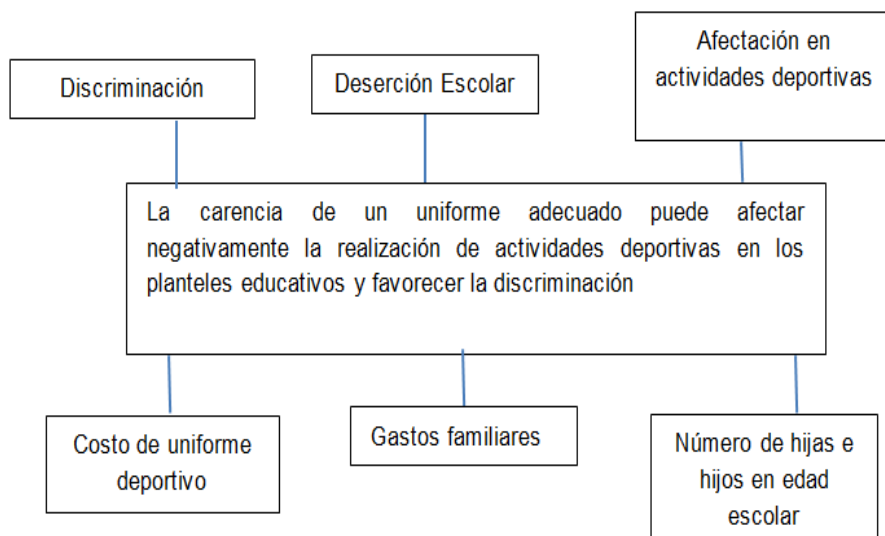 Discriminación
Deserción Escolar
Afectación en
actividades deportivas
La carencia de un uniforme adecuado puede afectar
negativamente la realización de actividades deportivas en los
planteles educativos y favorecer la discriminación
Costo de uniforme
deportivo
Gastos familiares
Número de hijas e
hijos en edad
escolar